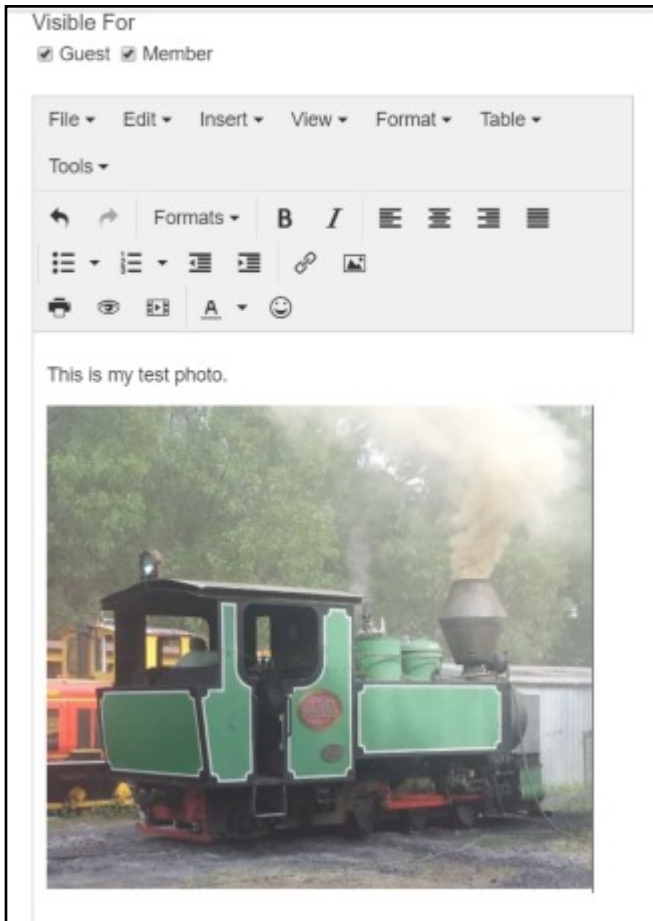 Visible For
Guest Member
File Edit Insert View Format Table
Tools
Formats B I
A
This is my test photo.